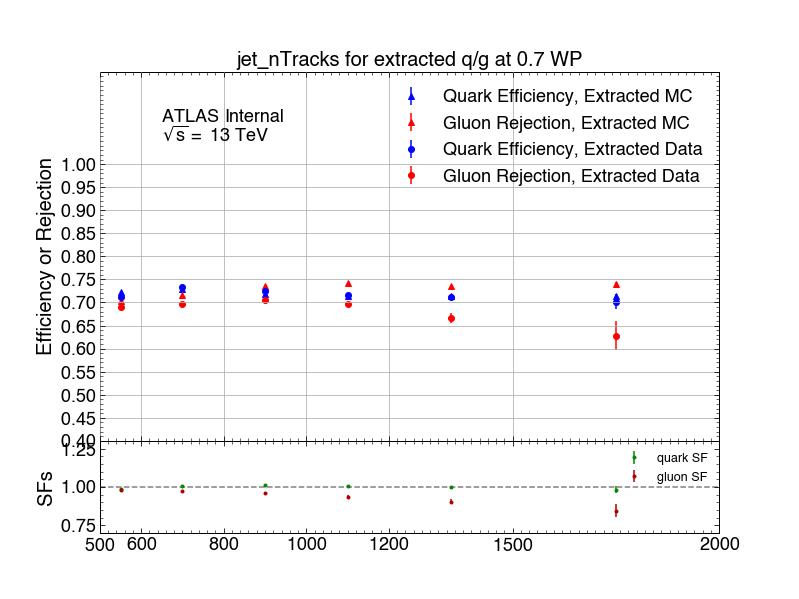 jet_nTracks for extracted q/g at 0.7 WP
ATLAS Internal
√s = 13 TeV
Quark Efficiency, Extracted MC
Gluon Rejection, Extracted MC
Quark Efficiency, Extracted Data
Gluon Rejection, Extracted Data
Efficiency or Rejection
1.00
0.95
0.90
0.85
0.80
0.75
0.70
0.65
0.60
0.55
0.50
0.45
0.40
SFs
1.25
1.00
0.75
quark SF
gluon SF
500 600 800 1000 1200 1500 2000